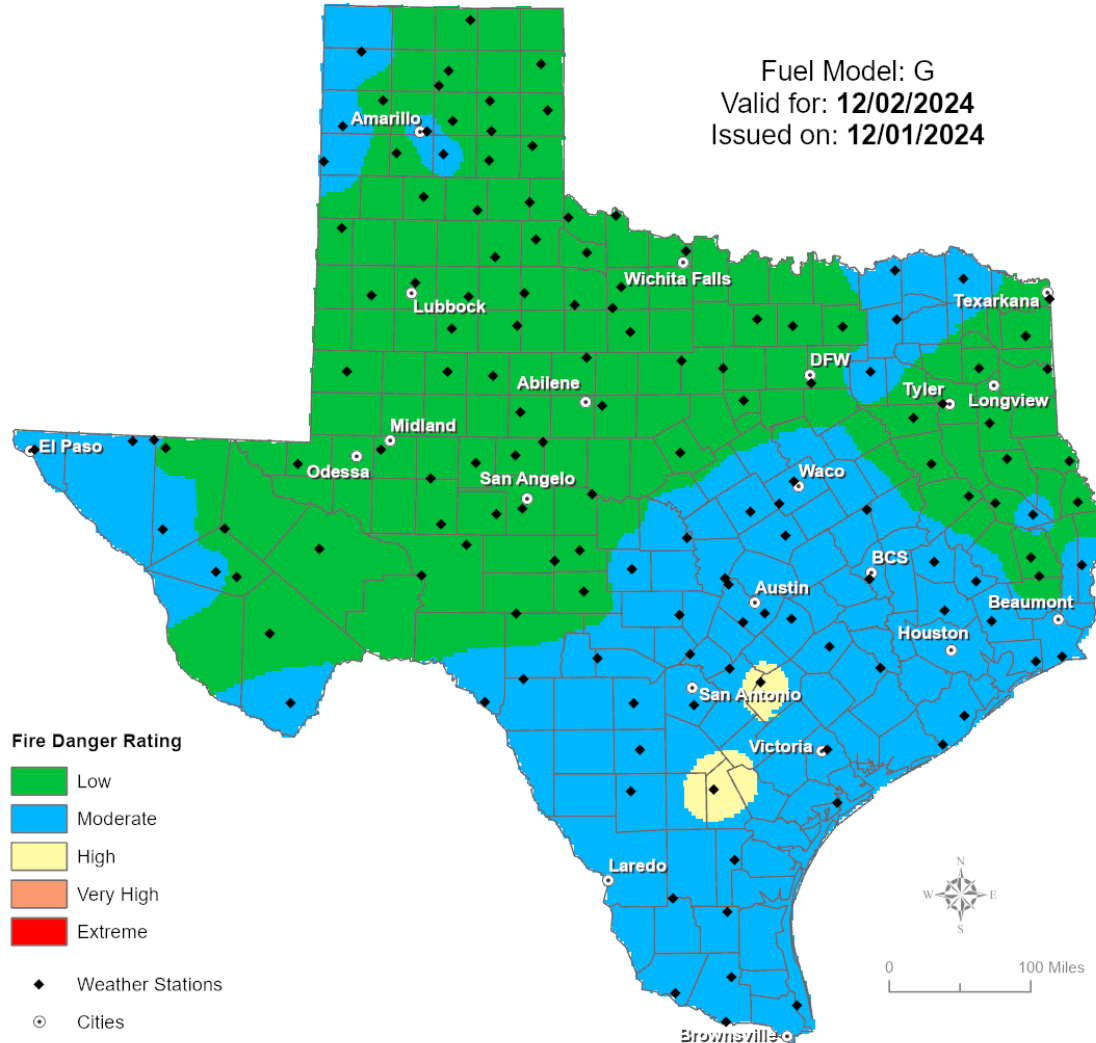 Fuel Model: G
Valid for: 12/02/2024
Issued on: 12/01/2024
Amarillo
Wichita Falls
Lubbock
Texarkana
DFW
Abilene
Tyler
Longview
Midland
El Paso
Odessa
San Angelo
Waco
BCS
Austin
Beaumont
Houston
San Antonio
Victoria
Laredo
Brownsville
Fire Danger Rating
Low
Moderate
High
Very High
Extreme
Weather Stations
Cities
N
W E
S
0 100 Miles